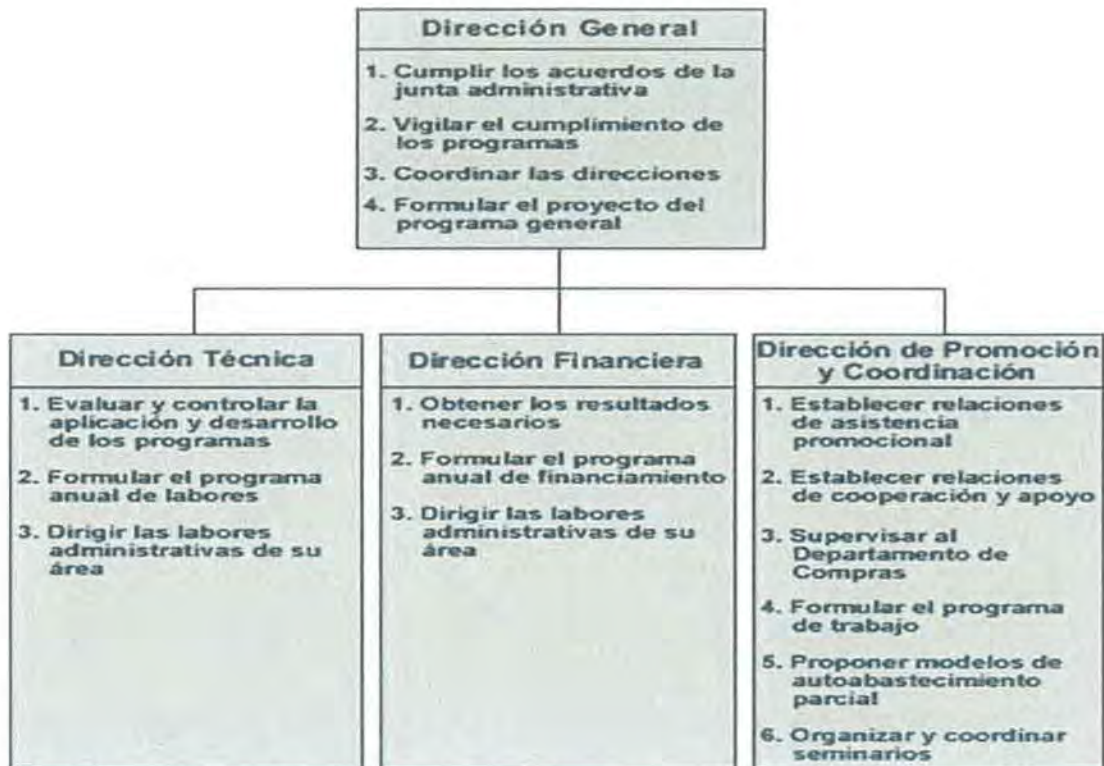 Dirección General
1. Cumplir los acuerdos de la
junta administrativa
2. Vigilar el cumplimiento de
los programas
3. Coordinar las direcciones
4. Formular el proyecto del
programa general
Dirección Técnica
1. Evaluar y controlar la
aplicación y desarrollo
de los programas
2. Formular el programa
anual de labores
3. Dirigir las labores
administrativas de su
área
Dirección Financiera
1. Obtener los resultados
necesarios
2. Formular el programa
anual de financiamiento
3. Dirigir las labores
administrativas de su
área
Dirección de Promoción
y Coordinación
1. Establecer relaciones
de asistencia
promocional
2. Establecer relaciones
de cooperación y apoyo
3. Supervisar al
Departamento de
Compras
4. Formular el programa
de trabajo
5. Proponer modelos de
autoabastecimiento
parcial
6. Organizar y coordinar
seminarios